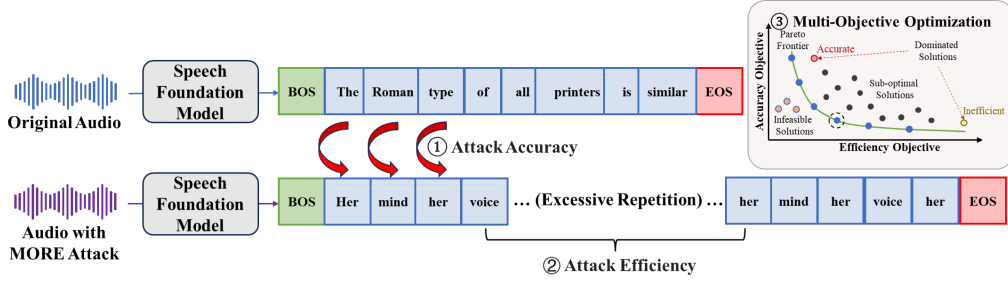 Original Audio
Speech
Foundation
Model
BOS The Roman type of all printers is similar EOS
① Attack Accuracy
Audio with
MORE Attack
Speech
Foundation
Model
BOS Her mind her voice ... (Excessive Repetition) ... her mind her voice her EOS
② Attack Efficiency
③ Multi-Objective Optimization
Accuracy Objective
Pareto
Frontier
Accurate
Dominated
Solutions
Sub-optimal
Solutions
Infeasible
Solutions
Inefficient
Efficiency Objective